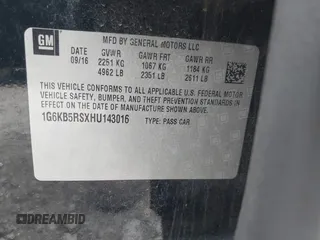 GM
MFD BY GENERAL MOTORS LLC
09/16
GVWR
2251 KG
4962 LB
GAWR FRT
1067 KG
2351 LB
GAWR RR
1184 KG
2611 LB
THIS VEHICLE CONFORMS TO ALL APPLICABLE U.S. FEDERAL MOTOR
VEHICLE SAFETY, BUMPER, AND THEFT PREVENTION STANDARDS IN
EFFECT ON THE DATE OF MANUFACTURE SHOWN ABOVE.
1G6KB5RSXHU143016
TYPE: PASS CAR
DREAMBID